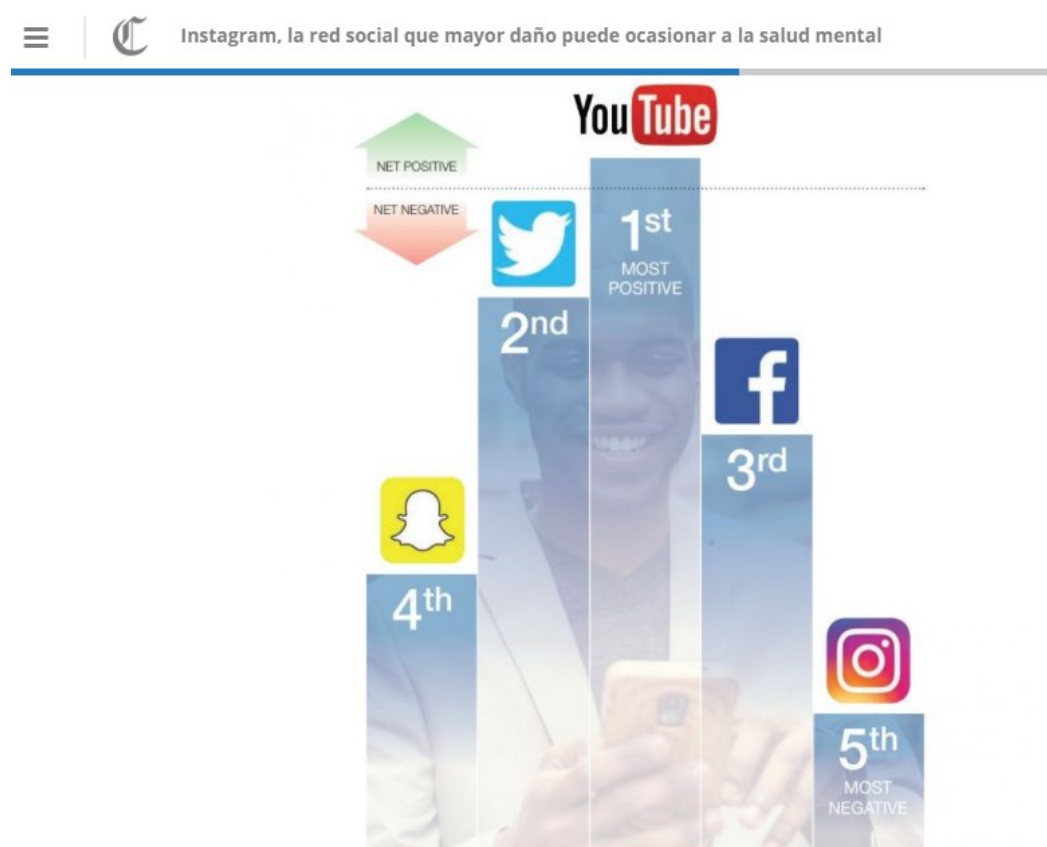 Instagram, la red social que mayor daño puede ocasionar a la salud mental
YouTube
NET POSITIVE
NET NEGATIVE
1st
MOST
POSITIVE
2nd
3rd
4th
5th
MOST
NEGATIVE